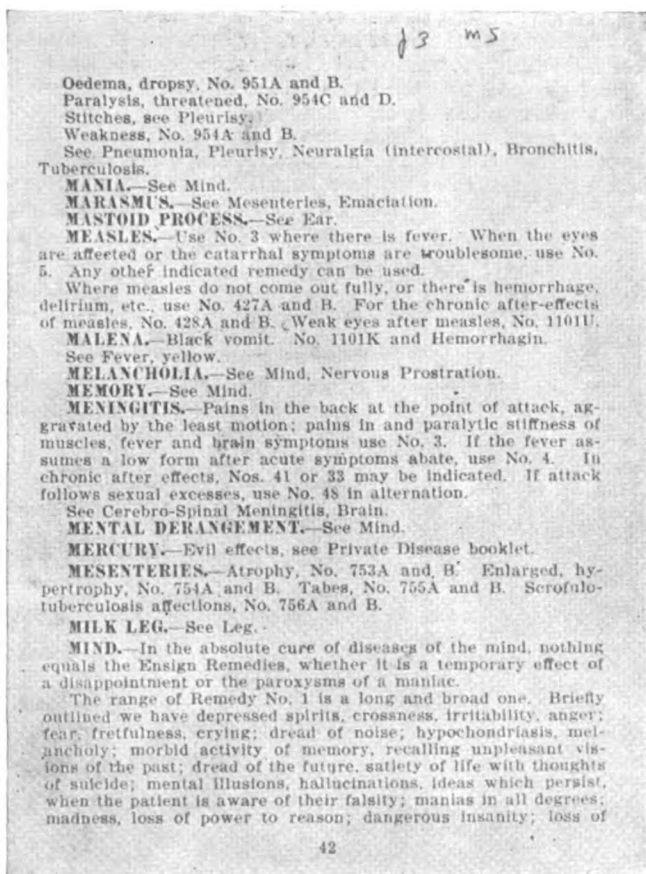 j3 ms
Oedema, dropsy, No. 951A and B.
Paralysis, threatened, No. 954C and D.
Stitches, see Pleurisy.
Weakness, No. 954A and B.
See Pneumonia, Pleurisy, Neuralgia (intercostal), Bronchitis,
Tuberculosis.
MANIA.—See Mind.
MARASMUS.—See Mesenteries, Emaciation.
MASTOID PROCESS.—See Ear.
MEASLES.—Use No. 3 where there is fever. When the eyes
are affected or the catarrhal symptoms are troublesome, use No.
5. Any other indicated remedy can be used.
Where measles do not come out fully, or there is hemorrhage,
delirium, etc., use No. 427A and B. For the chronic after-effects
of measles, No. 428A and B. Weak eyes after measles, No. 1101U.
MALENA.—Black vomit. No. 1101K and Hemorrhagin.
See Fever, yellow.
MELANCHOLIA.—See Mind, Nervous Prostration.
MEMORY.—See Mind.
MENINGITIS.—Pains in the back at the point of attack, ag-
gravated by the least motion; pains in and paralytic stiffness of
muscles, fever and brain symptoms use No. 3. If the fever as-
sumes a low form after acute symptoms abate, use No. 4. In
chronic after effects, Nos. 41 or 33 may be indicated. If attack
follows sexual excesses, use No. 48 in alternation.
See Cerebro-Spinal Meningitis, Brain.
MENTAL DERANGEMENT.—See Mind.
MERCURY.—Evil effects, see Private Disease booklet.
MESENTERIES.—Atrophy, No. 753A and B. Enlarged, hy-
pertrophy, No. 754A and B. Tabes, No. 755A and B. Scrofulo-
tuberculosis affections, No. 756A and B.
MILK LEG.—See Leg.
MIND.—In the absolute cure of diseases of the mind, nothing
equals the Ensign Remedies, whether it is a temporary effect of
a disappointment or the paroxysms of a maniac.
The range of Remedy No. 1 is a long and broad one. Briefly
outlined we have depressed spirits, crossness, irritability, anger;
fear, fretfulness, crying; dread of noise; hypochondriasis, mel-
ancholy; morbid activity of memory, recalling unpleasant vis-
ions of the past; dread of the future, satiety of life with thoughts
of suicide; mental illusions, hallucinations, ideas which persist,
when the patient is aware of their falsity; manias in all degrees;
madness, loss of power to reason; dangerous insanity; loss of
42